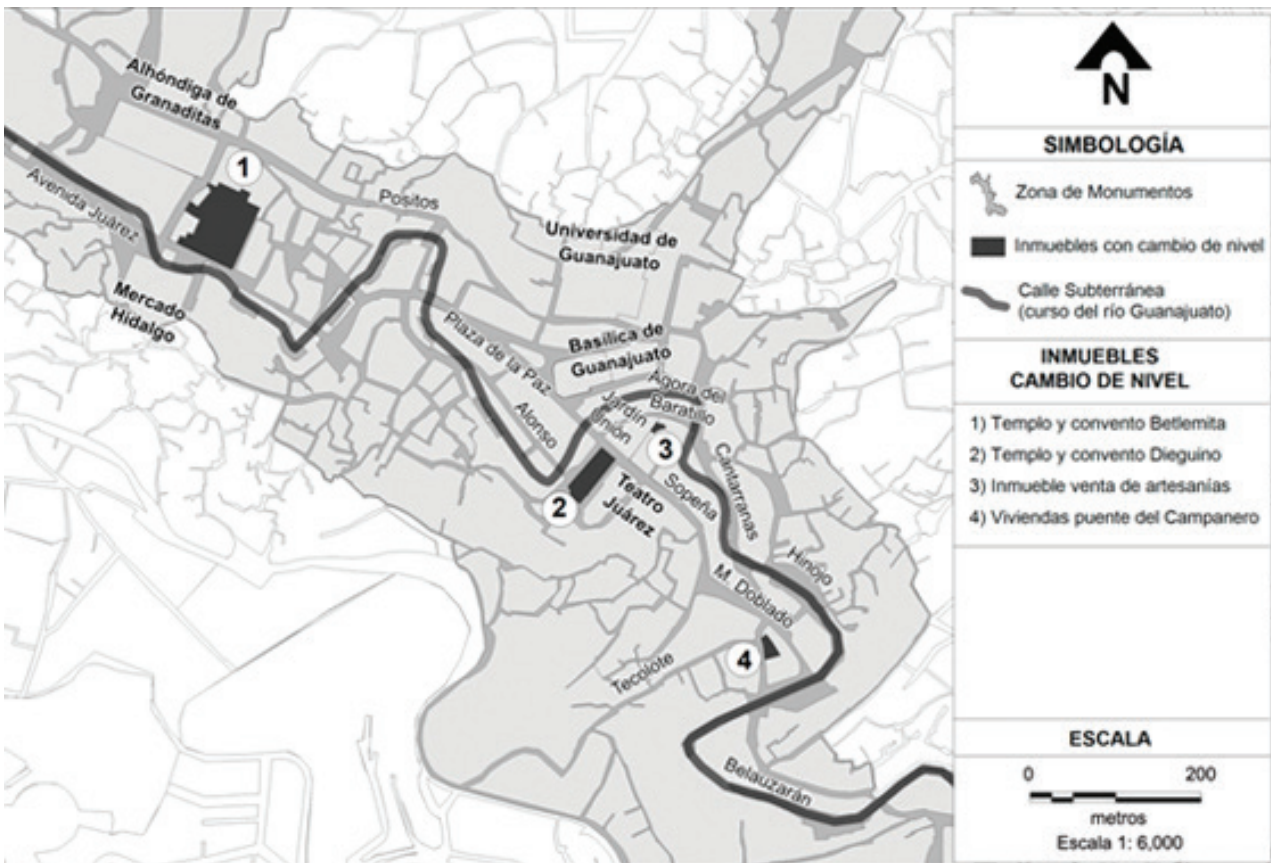 Alhóndiga de
Granaditas
1
Avenida Juárez
Positos
Mercado
Hidalgo
Universidad de
Guanajuato
Plaza de la Paz
Basílica de
Guanajuato
Alonso
Jardín
Unión
Agora del
Baratillo
3
Cantarranas
Sopeña
2
Teatro
Juárez
Hinojo
M. Doblado
4
Tecolote
Belauzarán
N
SIMBOLOGÍA
Zona de Monumentos
Inmuebles con cambio de nivel
Calle Subterránea
(curso del río Guanajuato)
INMUEBLES
CAMBIO DE NIVEL
1) Templo y convento Betlemita
2) Templo y convento Dieguino
3) Inmueble venta de artesanías
4) Viviendas puente del Campanero
ESCALA
0 200
metros
Escala 1: 6,000